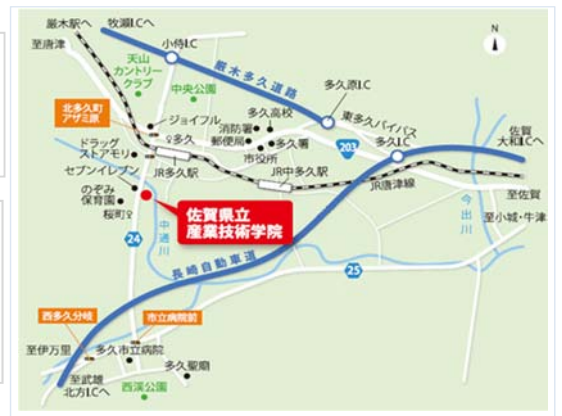 厳木駅へ
牧瀬I.Cへ
至唐津
小侍I.C
N
天山
カントリー
クラブ
中央公園
厳木多久道路
多久原I.C
北多久町
アザミ原
ジョイフル
多久高校
東多久バイパス
消防署
多久
郵便局
多久署
203
多久I.C
佐賀
大和I.Cへ
ドラッグ
ストアモリ
市役所
JR多久駅
JR中多久駅
セブンイレブン
JR唐津線
のぞみ
保育園
至佐賀
桜町
佐賀県立
産業技術学院
中通川
今出川
至小城・牛津
24
長崎自動車道
25
西多久分岐
市立病院前
至伊万里
多久市立病院
多久聖廟
至武雄
北方I.Cへ
西渓公園